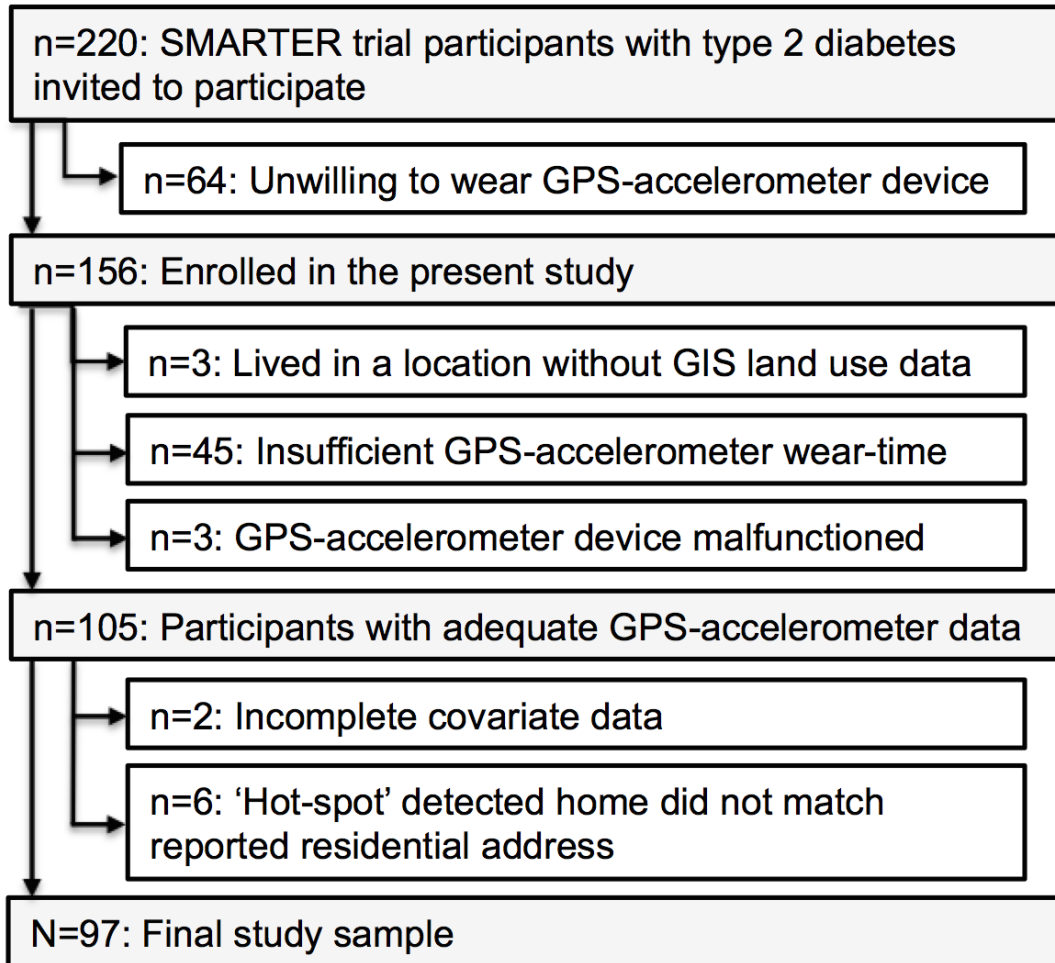 n=220: SMARTER trial participants with type 2 diabetes
invited to participate
n=64: Unwilling to wear GPS-accelerometer device
n=156: Enrolled in the present study
n=3: Lived in a location without GIS land use data
n=45: Insufficient GPS-accelerometer wear-time
n=3: GPS-accelerometer device malfunctioned
n=105: Participants with adequate GPS-accelerometer data
n=2: Incomplete covariate data
n=6: ‘Hot-spot’ detected home did not match
reported residential address
N=97: Final study sample